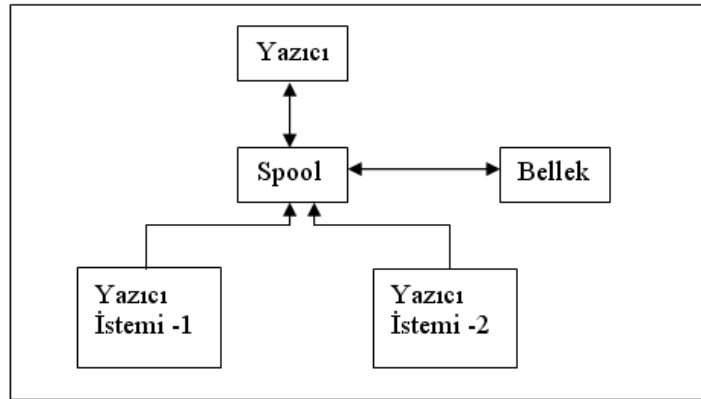 Yazıcı
Spool
Bellek
Yazıcı
İstemi -1
Yazıcı
İstemi -2